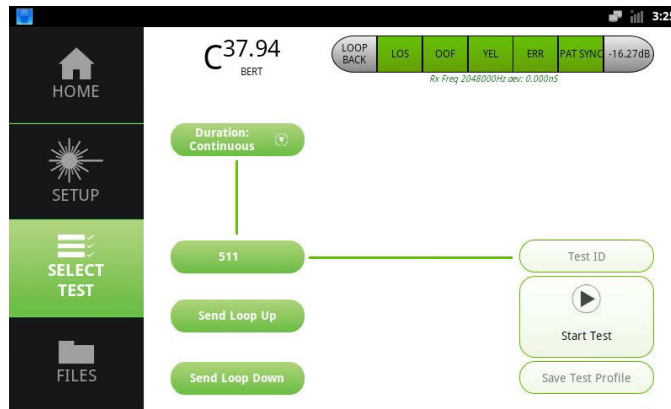 3:25
HOME
SETUP
SELECT
TEST
FILES
C37.94
BERT
LOOP
BACK
LOS
OOF
YEL
ERR
PAT SYNC
-16.27dB
Rx Freq 2048000Hz dev: 0.000nS
Duration:
Continuous
511
Test ID
Send Loop Up
Start Test
Send Loop Down
Save Test Profile